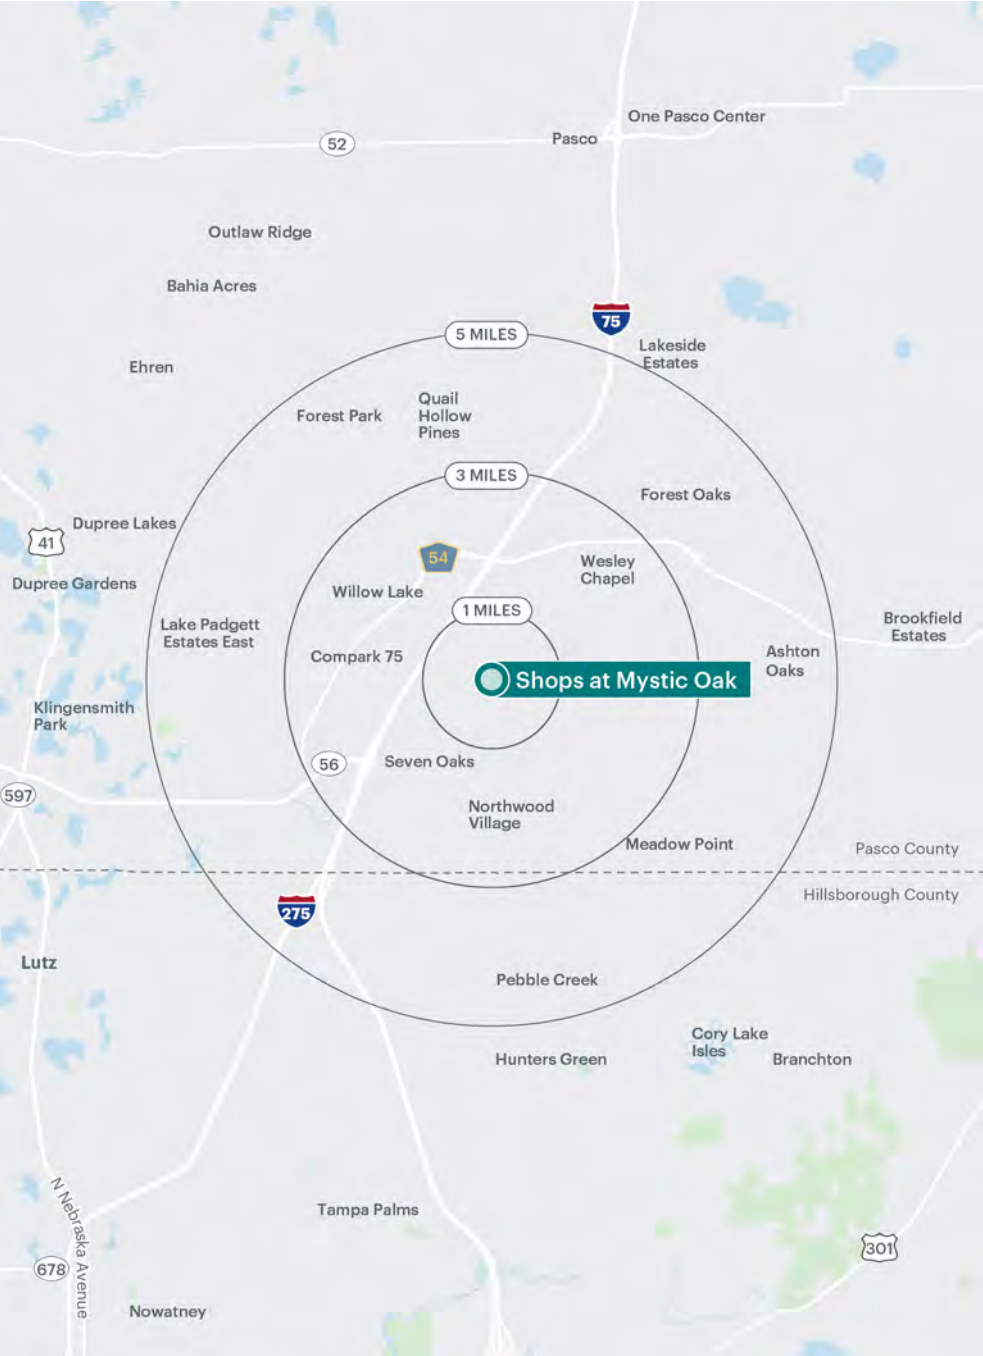 One Pasco Center
Pasco
52
Outlaw Ridge
Bahia Acres
75
5 MILES
Lakeside
Estates
Ehren
Quail
Hollow
Pines
Forest Park
3 MILES
Forest Oaks
Dupree Lakes
41
54
Wesley
Chapel
Dupree Gardens
Willow Lake
1 MILES
Lake Padgett
Estates East
Brookfield
Estates
Compark 75
Ashton
Oaks
Shops at Mystic Oak
Klingensmith
Park
56
Seven Oaks
597
Northwood
Village
Meadow Point
Pasco County
Hillsborough County
275
Lutz
Pebble Creek
Cory Lake
Isles
Hunters Green
Branchton
N Nebraska Avenue
Tampa Palms
301
678
Nowatney